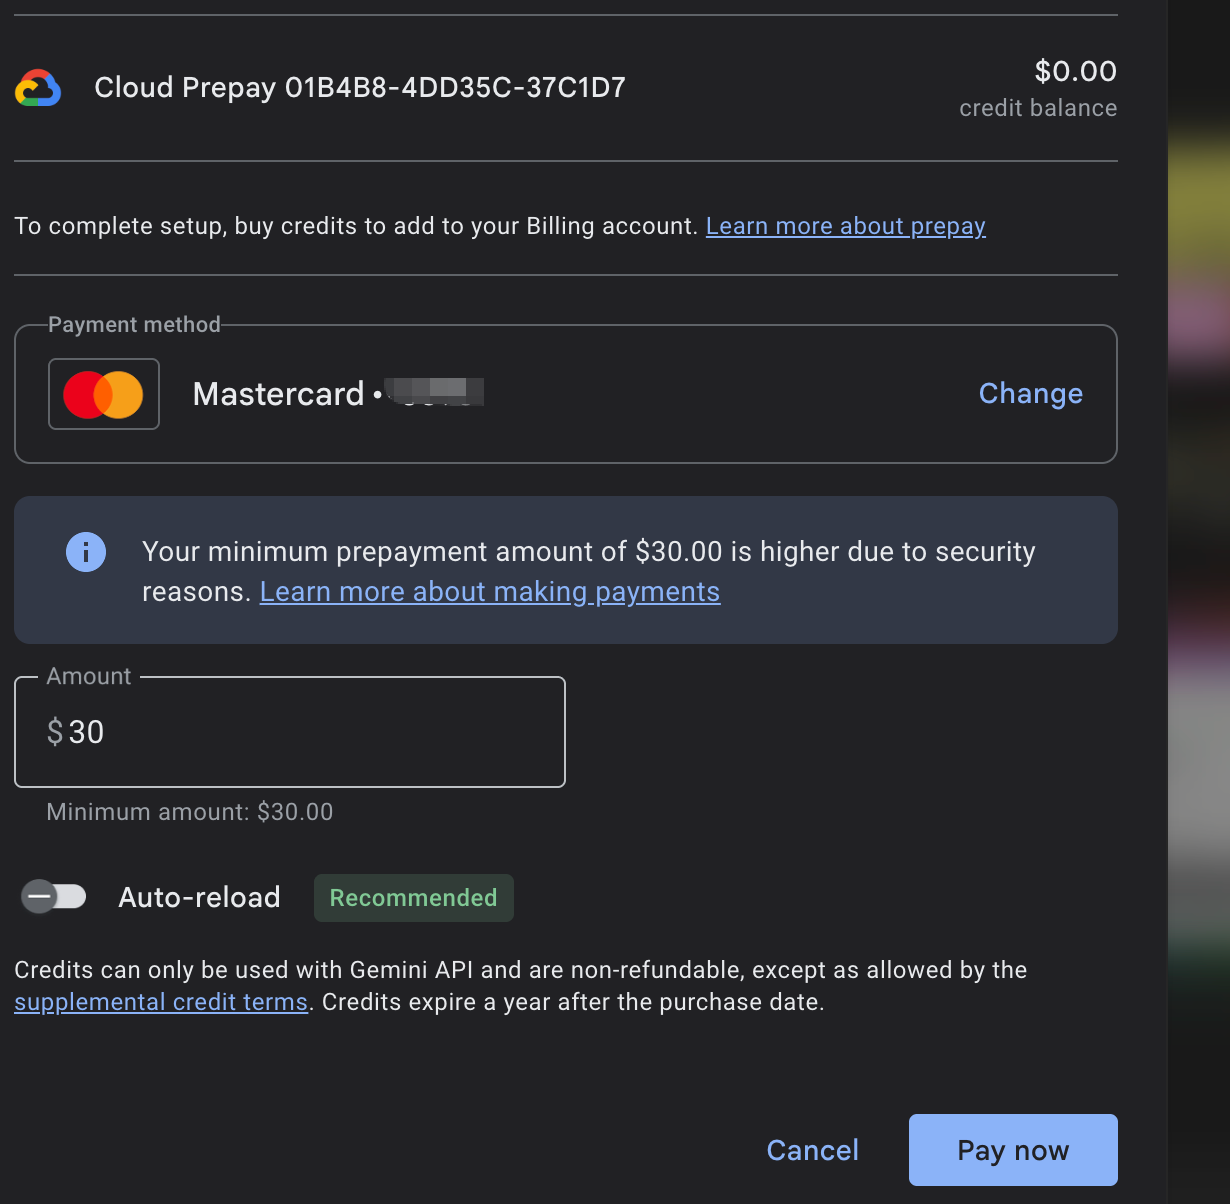 Cloud Prepay 01B4B8-4DD35C-37C1D7
$0.00
credit balance
To complete setup, buy credits to add to your Billing account. Learn more about prepay
Payment method
Mastercard •
Change
Your minimum prepayment amount of $30.00 is higher due to security
reasons. Learn more about making payments
Amount
$ 30
Minimum amount: $30.00
Auto-reload
Recommended
Credits can only be used with Gemini API and are non-refundable, except as allowed by the
supplemental credit terms. Credits expire a year after the purchase date.
Cancel
Pay now